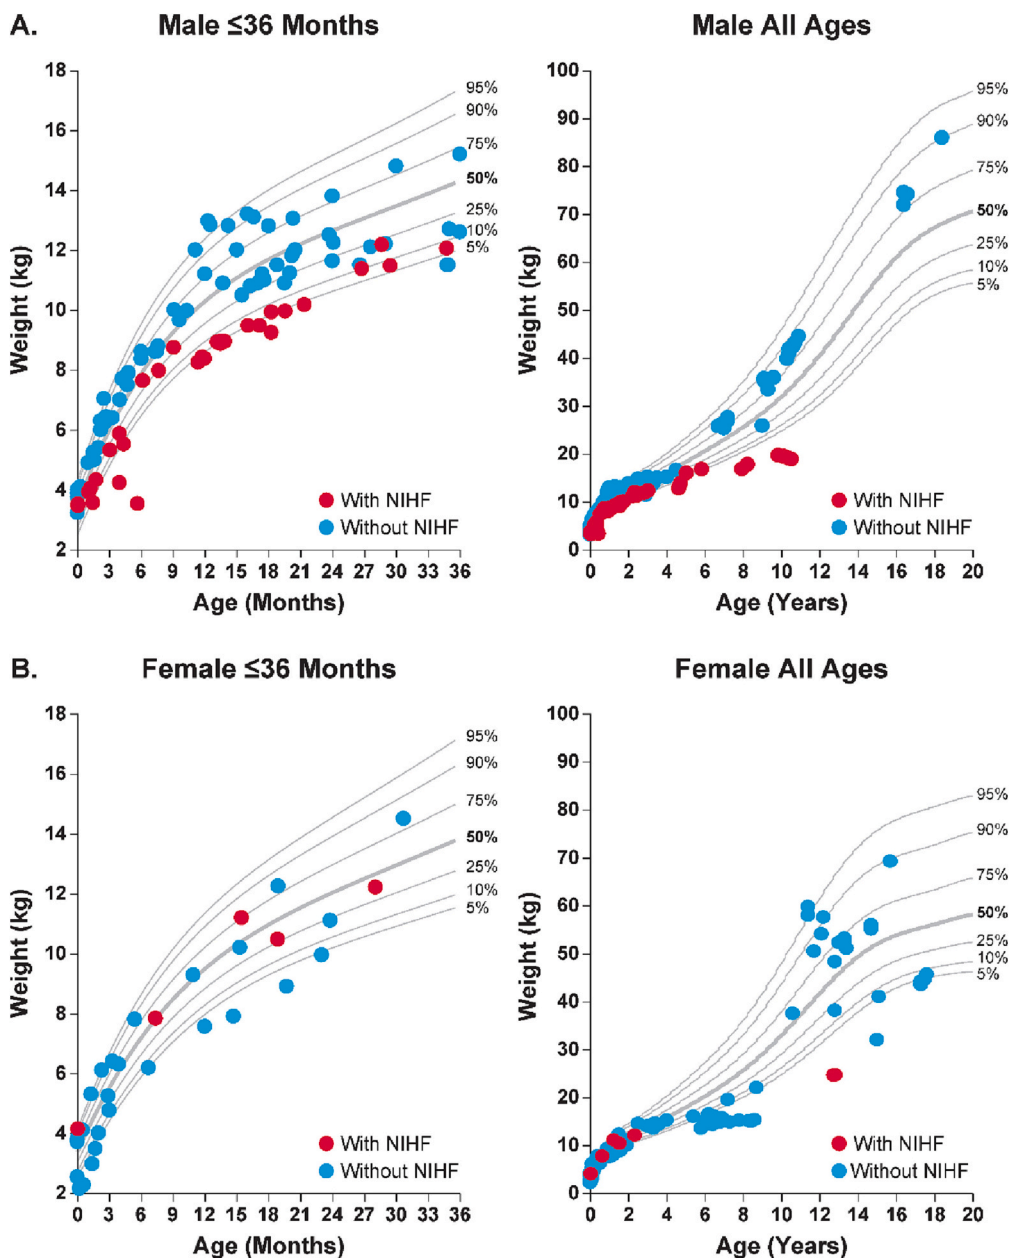 A. Male ≤36 Months
18
16
14
12
10
8
6
4
2
Weight (kg)
95%
90%
75%
50%
25%
10%
5%
With NIHF
Without NIHF
0 3 6 9 12 15 18 21 24 27 30 33 36
Age (Months)
Male All Ages
100
90
80
70
60
50
40
30
20
10
0
Weight (kg)
95%
90%
75%
50%
25%
10%
5%
With NIHF
Without NIHF
0 2 4 6 8 10 12 14 16 18 20
Age (Years)
B. Female ≤36 Months
18
16
14
12
10
8
6
4
2
Weight (kg)
95%
90%
75%
50%
25%
10%
5%
With NIHF
Without NIHF
0 3 6 9 12 15 18 21 24 27 30 33 36
Age (Months)
Female All Ages
100
90
80
70
60
50
40
30
20
10
0
Weight (kg)
95%
90%
75%
50%
25%
10%
5%
With NIHF
Without NIHF
0 2 4 6 8 10 12 14 16 18 20
Age (Years)